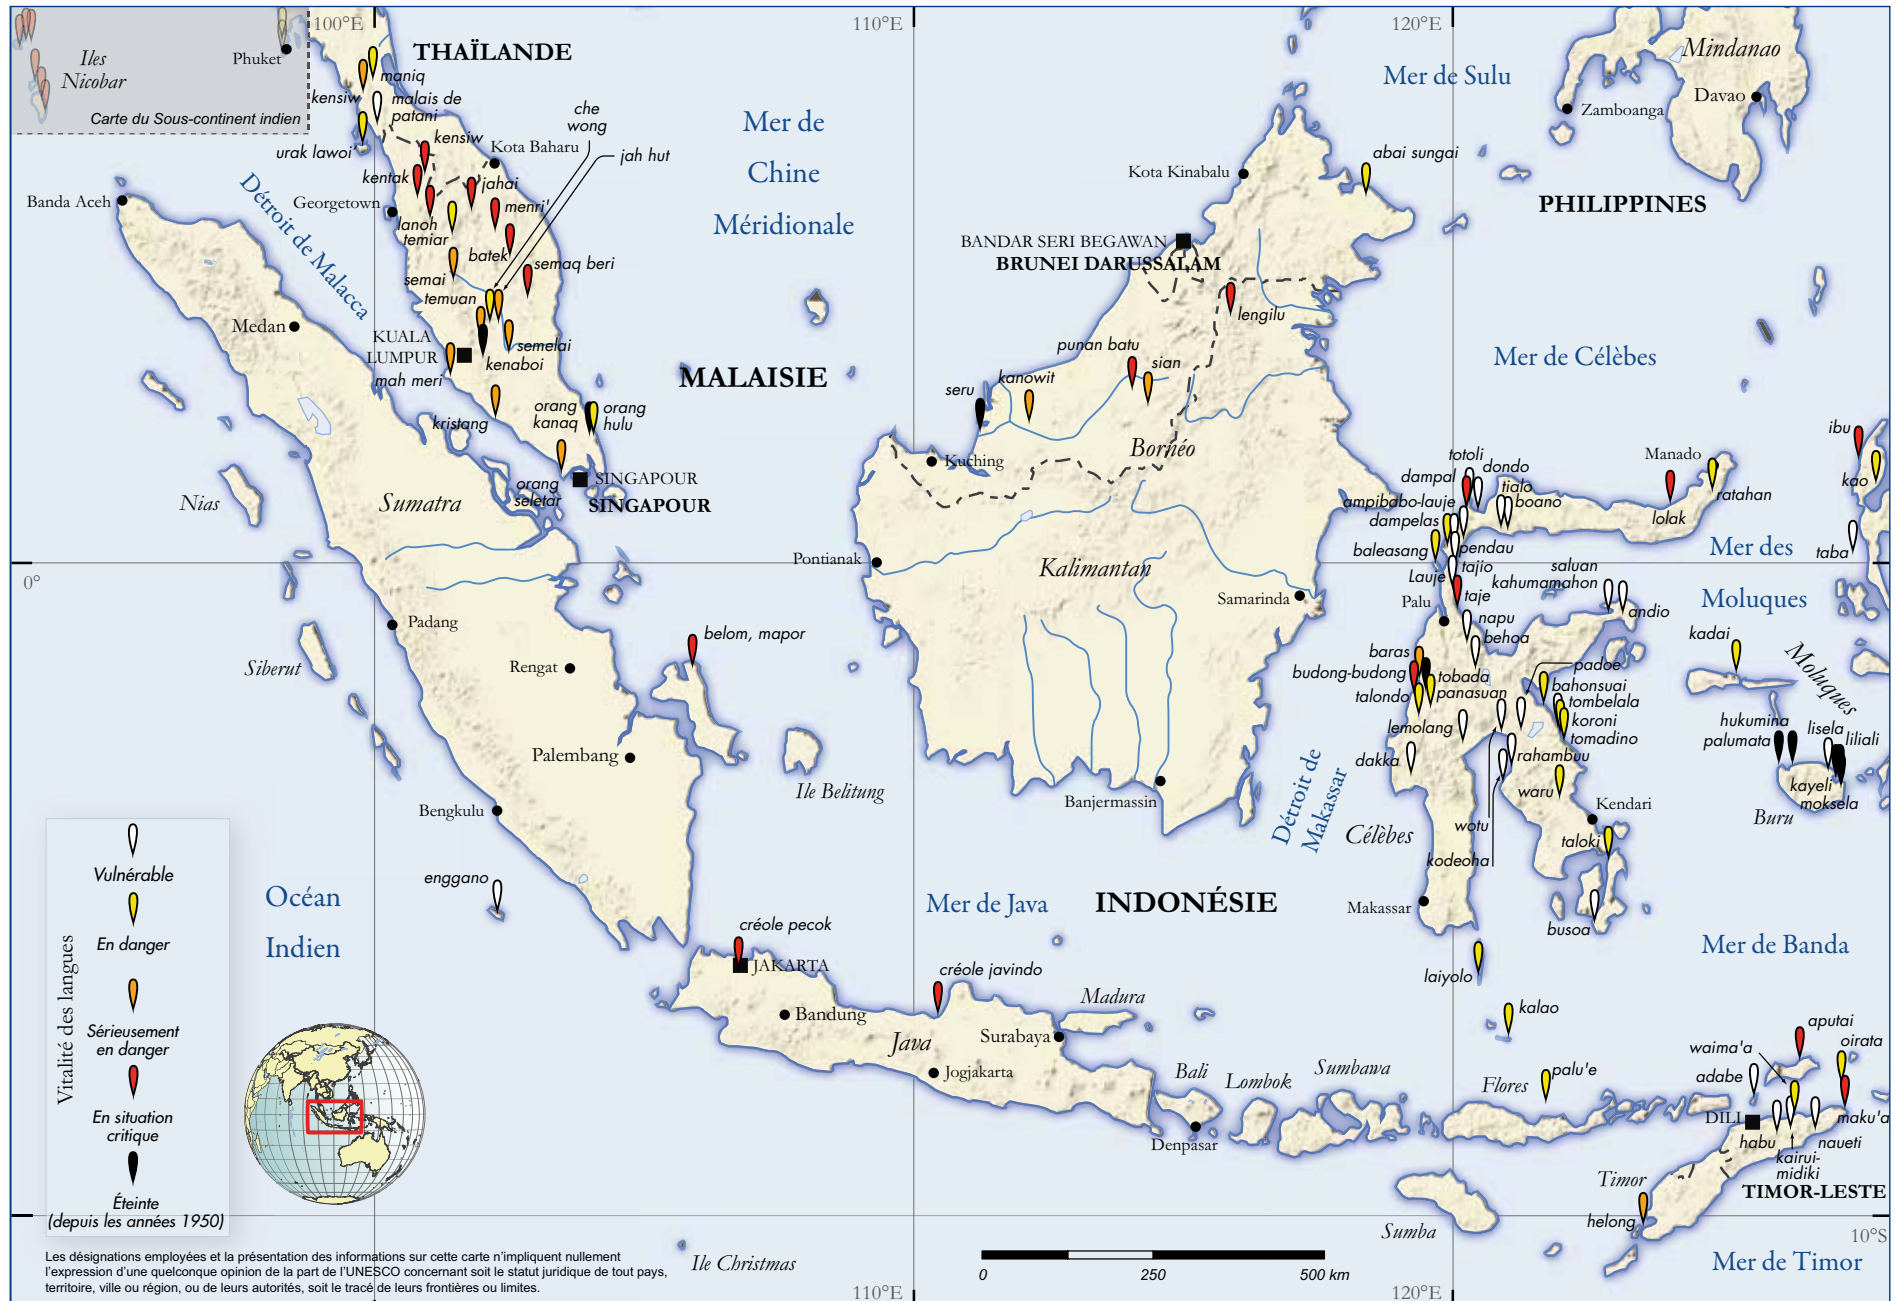 100°E
110°E
120°E
THAÏLANDE
Phuket
Iles
Nicobar
Carte du Sous-continent indien
maniq
kensiw
malais de
patani
urak lawoi'
kensiw
Kota Baharu
kentak
jahai
Georgetown
menri'
lanoh
temiar
batek
semaq beri
semai
temuan
che
wong
jah hut
KUALA
LUMPUR
semelai
kenaboi
mah meri
kristang
orang
kanaq
orang
hulu
orang
seletar
SINGAPOUR
SINGAPOUR
Banda Aceh
Détroit de Malacca
Medan
Mer de
Chine
Méridionale
MALAISIE
Nias
Sumatra
0°
Padang
Siberut
Rengat
belom, mapor
Palembang
Ile Belitung
Bengkulu
enggano
Océan
Indien
Mer de Sulu
Mindanao
Davao
Zamboanga
PHILIPPINES
abai sungai
Kota Kinabalu
BANDAR SERI BEGAWAN
BRUNEI DARUSSALAM
lengilu
punan batu
sian
kanowit
seru
Kuching
Bornéo
Pontianak
Kalimantan
Samarinda
Banjermassin
Mer de Célèbes
ibu
kao
Manado
ratahan
lolak
taba
totoli
dondo
dampal
tialo
ampibabo-lauje
boano
dampelas
baleasang
pendau
tajio
Lauje
taje
saluan
kahumamahon
andio
Palu
napu
behoa
baras
budong-budong
tobada
talondo
panasuan
padoe
bahonsuai
tombelala
koroni
tomadino
lemolang
dakka
rahambuu
waru
wotu
kodeoha
Kendari
taloki
busoa
Mer des
Moluques
kadai
Moluques
hukumina
palumata
lisela
liliali
kayeli
moksela
Buru
Détroit de
Makassar
Célèbes
Makassar
laiyolo
Mer de Banda
Mer de Java
INDONÉSIE
créole pecok
JAKARTA
Bandung
créole javindo
Madura
Surabaya
Java
Jogjakarta
Bali
Lombok
Sumbawa
Denpasar
kalao
Flores
palu'e
aputai
oirata
waima'a
adabe
DILI
maku'a
habu
naueti
kairui-
midiki
Timor
TIMOR-LESTE
helong
Sumba
10°S
Mer de Timor
Ile Christmas
Vitalité des langues
Vulnérable
En danger
Sérieusement
en danger
En situation
critique
Éteinte
(depuis les années 1950)
Les désignations employées et la présentation des informations sur cette carte n'impliquent nullement
l'expression d'une quelconque opinion de la part de l'UNESCO concernant soit le statut juridique de tout pays,
territoire, ville ou région, ou de leurs autorités, soit le tracé de leurs frontières ou limites.
0
250
500 km
110°E
120°E